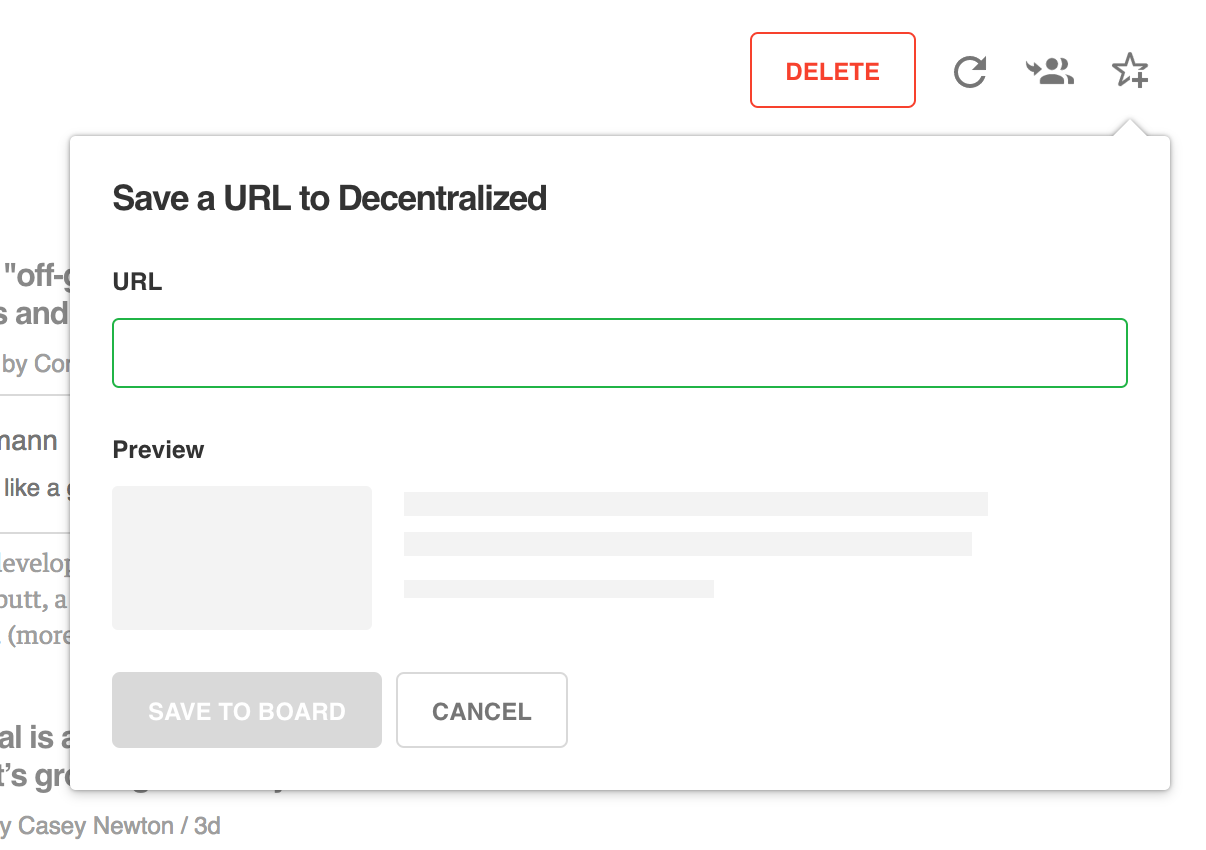 DELETE
Save a URL to Decentralized
URL
Preview
SAVE TO BOARD
CANCEL
"off-
s and
by Co
mann
like a
develop
butt, a
(more
al is a
t's gr
y Casey Newton / 3d